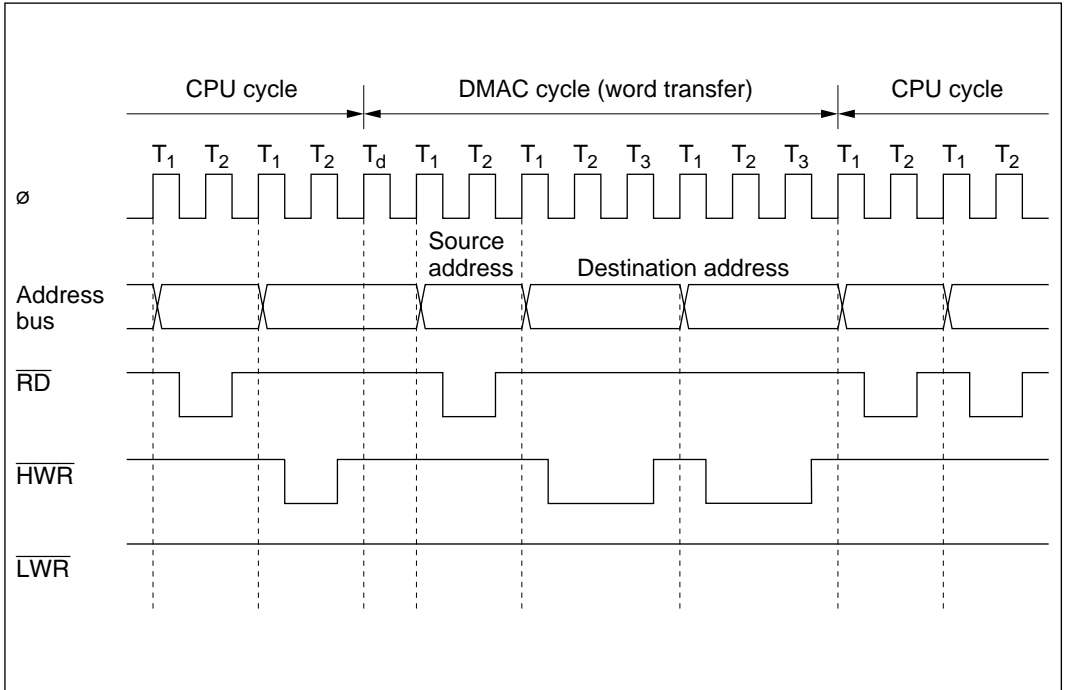 CPU cycle DMAC cycle (word transfer) CPU cycle
T1 T2 T1 T2 Td T1 T2 T1 T2 T3 T1 T2 T3 T1 T2 T1 T2
ø
Source
address Destination address
Address
bus
RD
HWR
LWR